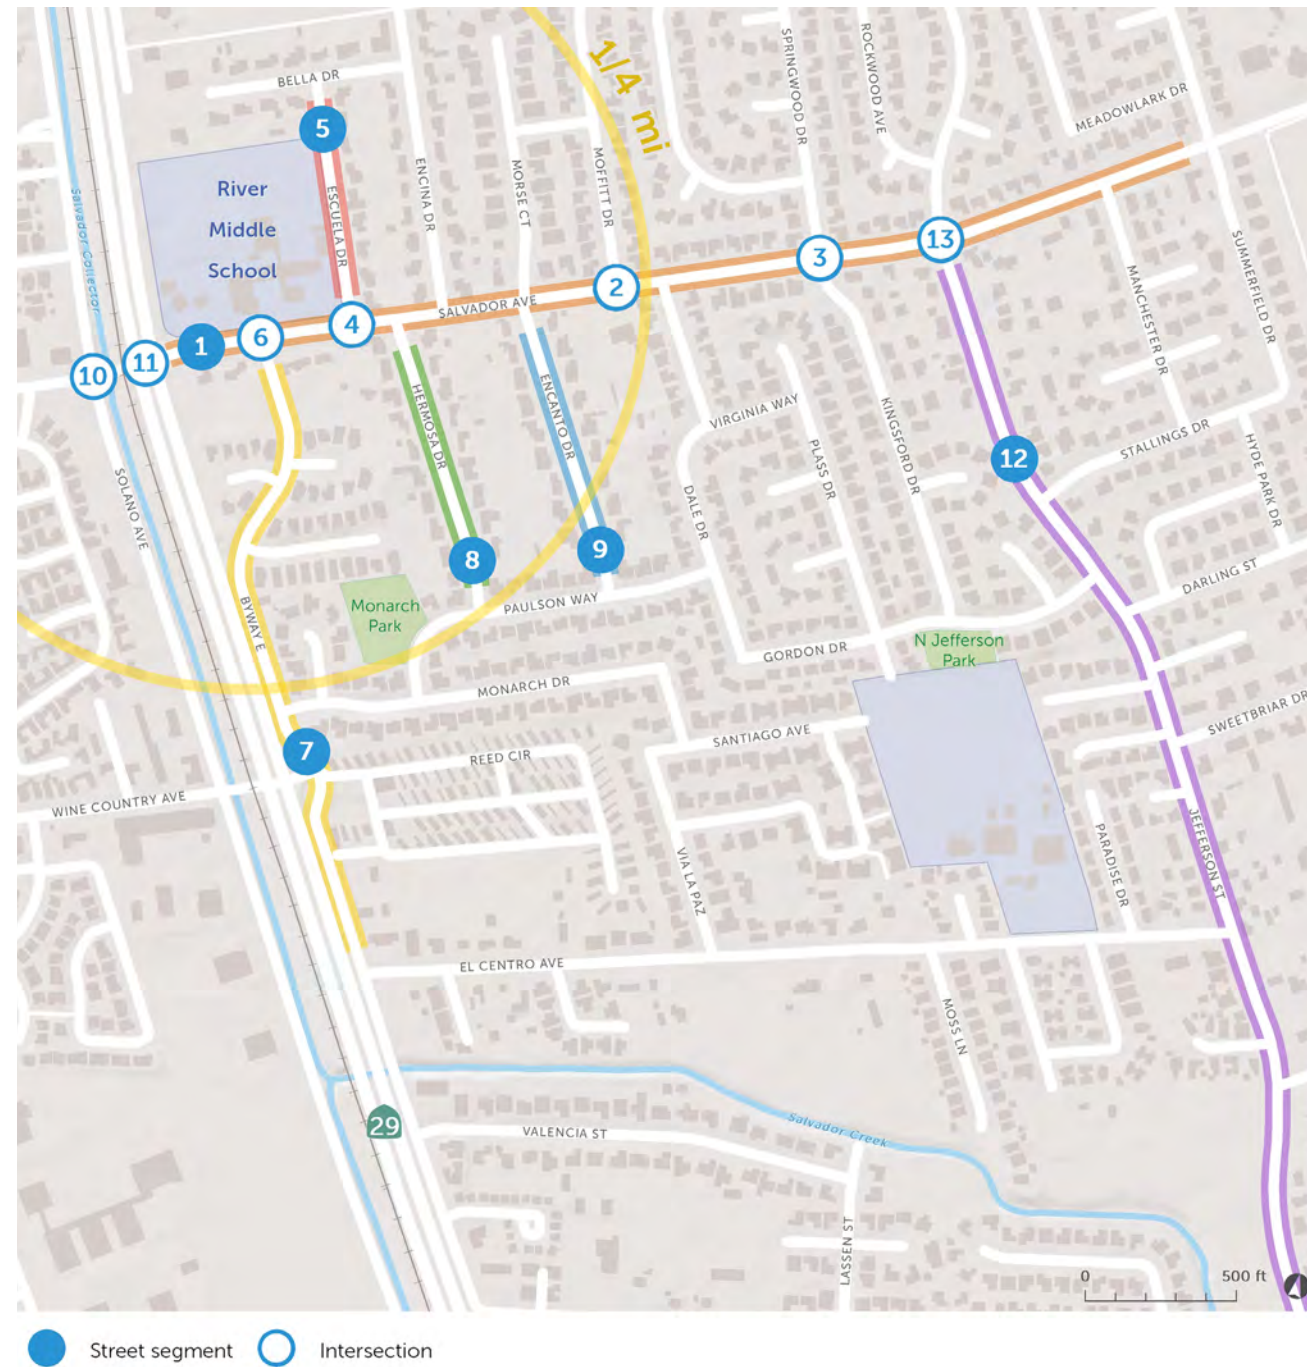 BELLA DR
1/4 mi
SPRINGWOOD DR
ROCKWOOD AVE
MEADOWLARK DR
5
ENCINA DR
MORSE CT
MOFFITT DR
River
Middle
School
ESCUELA DR
Salvador Collector
SUMMERFIELD DR
13
3
2
SALVADOR AVE
4
6
1
11
10
MANCHESTER DR
HERMOSA DR
ENCANTO DR
VIRGINIA WAY
KINGSFORD DR
PLASS DR
STALLINGS DR
HYDE PARK DR
12
SOLANO AVE
DALE DR
8
9
DARLING ST
BYWAY E
Monarch
Park
PAULSON WAY
GORDON DR
N Jefferson
Park
MONARCH DR
SANTIAGO AVE
SWEETBRIAR DR
7
REED CIR
WINE COUNTRY AVE
PARADISE DR
JEFFERSON ST
VIA LA PAZ
EL CENTRO AVE
MOSS LN
29
VALENCIA ST
Salvador Creek
LASSEN ST
0 500 ft
Street segment Intersection